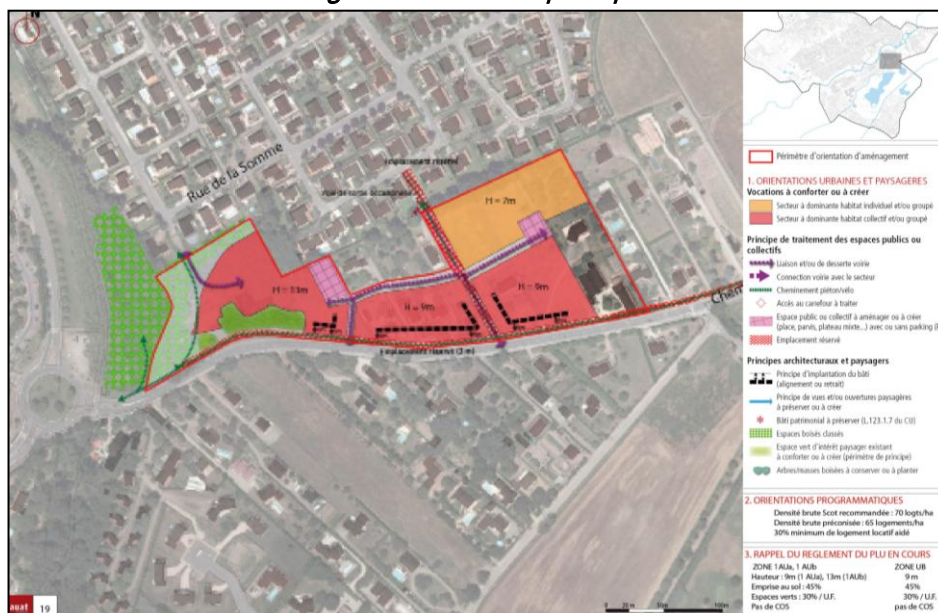 N
Rue de la Somme
Emplacement réservé
H = 7m
H = 13m
H = 9m
H = 9m
Chem
Emplacement réservé (3 m)
0 20 m 50m 100m
auat 19
Périmètre d'orientation d'aménagement
1. ORIENTATIONS URBAINES ET PAYSAGERES
Vocations à conforter ou à créer
Secteur à dominante habitat individuel et/ou groupé
Secteur à dominante habitat collectif et/ou groupé
Principe de traitement des espaces publics ou
collectifs
Liaison et/ou de desserte voirie
Connection voirie avec le secteur
Cheminement piéton/vélo
Accès au carrefour à traiter
Espace public ou collectif à aménager ou à créer
(place, parvis, plateau mixte...) avec ou sans parking (P
Emplacement réservé
Principes architecturaux et paysagers
Principe d'implantation du bâti
(alignement ou retrait)
Principe de vues et/ou ouvertures paysagères
à préserver ou à créer
Bâti patrimonial à préserver (L.123.1.7 du CU)
Espaces boisés classés
Espace vert d'intérêt paysager existant
à conforter ou à créer (périmètre de principe)
Arbres/masses boisées à conserver ou à planter
2. ORIENTATIONS PROGRAMMATIQUES
Densité brute Scot recommandée : 70 logts/ha
Densité brute préconisée : 65 logements/ha
30% minimum de logement locatif aidé
3. RAPPEL DU REGLEMENT DU PLU EN COURS
ZONE 1AUa, 1 AUb ZONE UB
Hauteur : 9m (1 AUa), 13m (1AUb) 9 m
Emprise au sol : 45% 45%
Espaces verts : 30% / U.F. 30% / U.F.
Pas de COS pas de COS